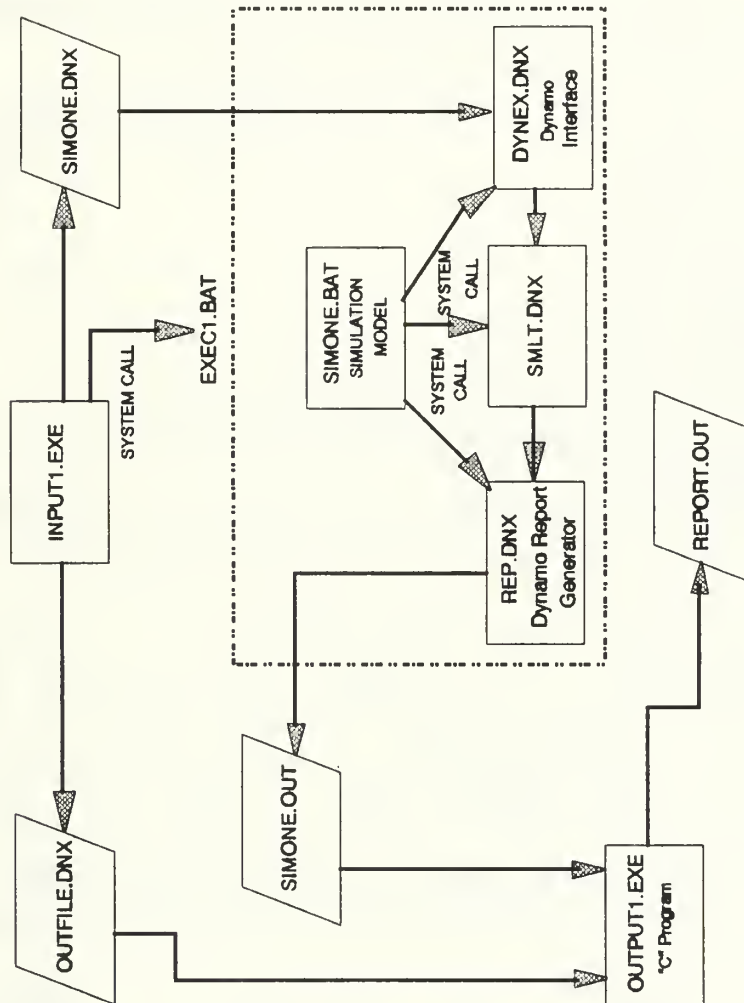 OUTFILE.DNX
INPUT1.EXE
SIMONE.DNX
SYSTEM CALL
EXEC1.BAT
SIMONE.OUT
SIMONE.BAT
SIMULATION
MODEL
SYSTEM
CALL
SYSTEM
CALL
REP.DNX
Dynamo Report
Generator
SMLT.DNX
DYNEX.DNX
Dynamo
Interface
OUTPUT1.EXE
"C" Program
REPORT.OUT